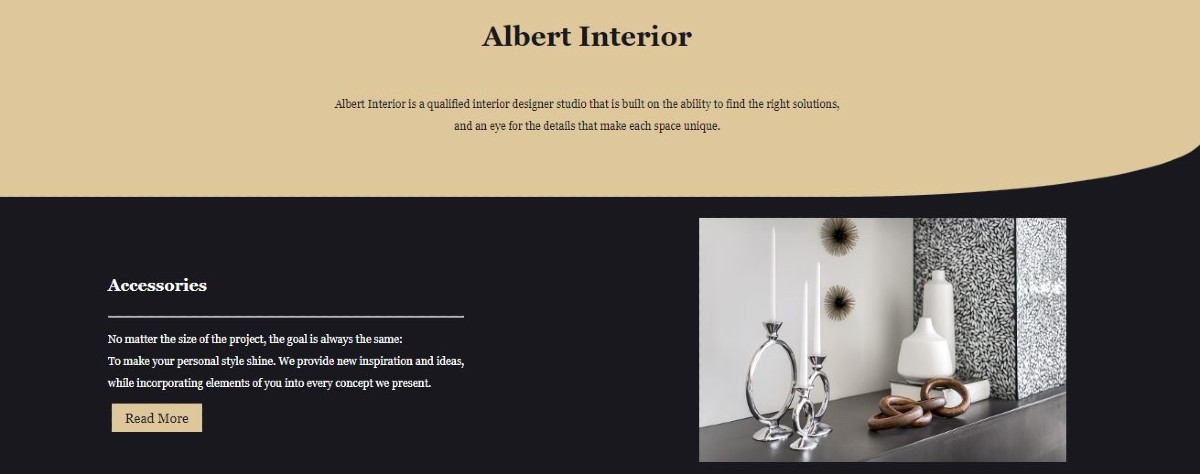 Albert Interior
Albert Interior is a qualified interior designer studio that is built on the ability to find the right solutions,
and an eye for the details that make each space unique.
Accessories
No matter the size of the project, the goal is always the same:
To make your personal style shine. We provide new inspiration and ideas,
while incorporating elements of you into every concept we present.
Read More